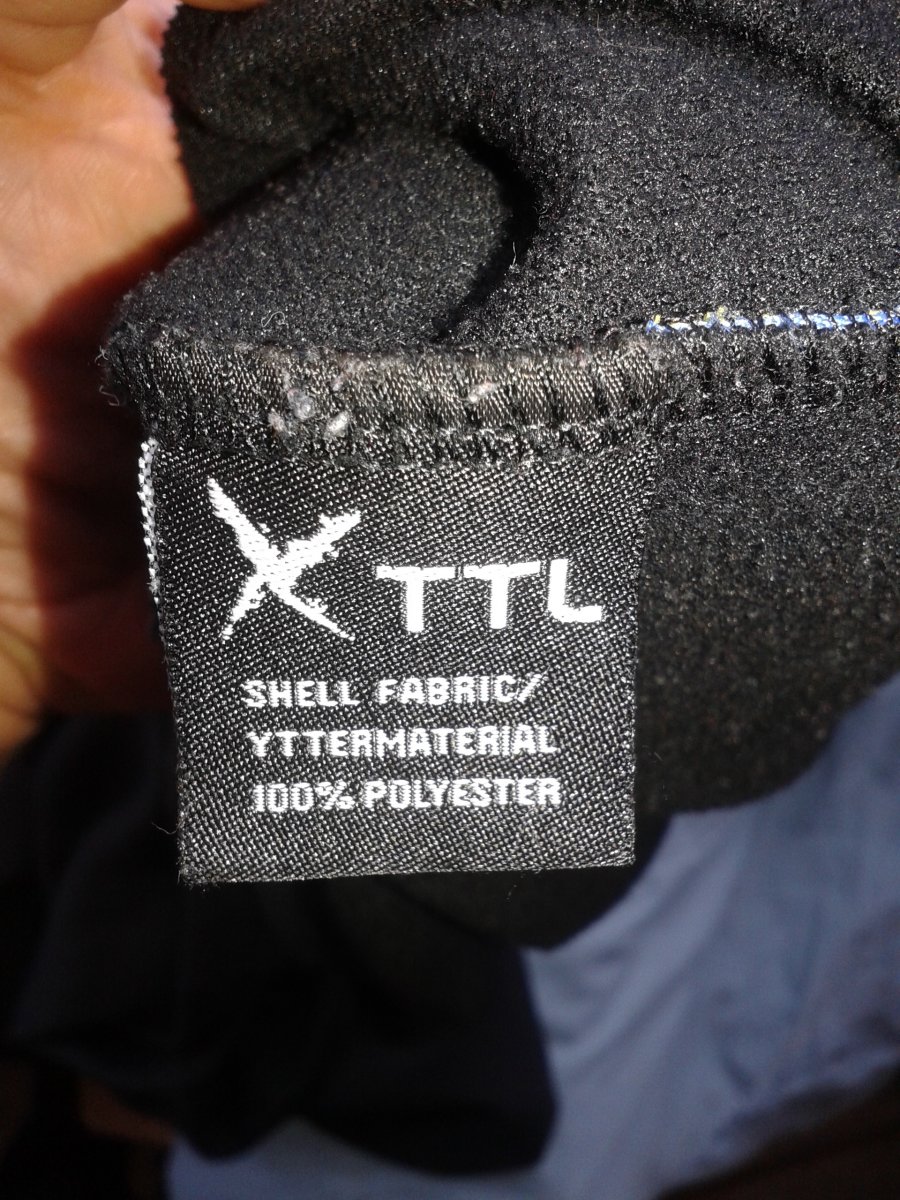 XTTL
SHELL FABRIC/
YTTERMATERIAL
100% POLYESTER